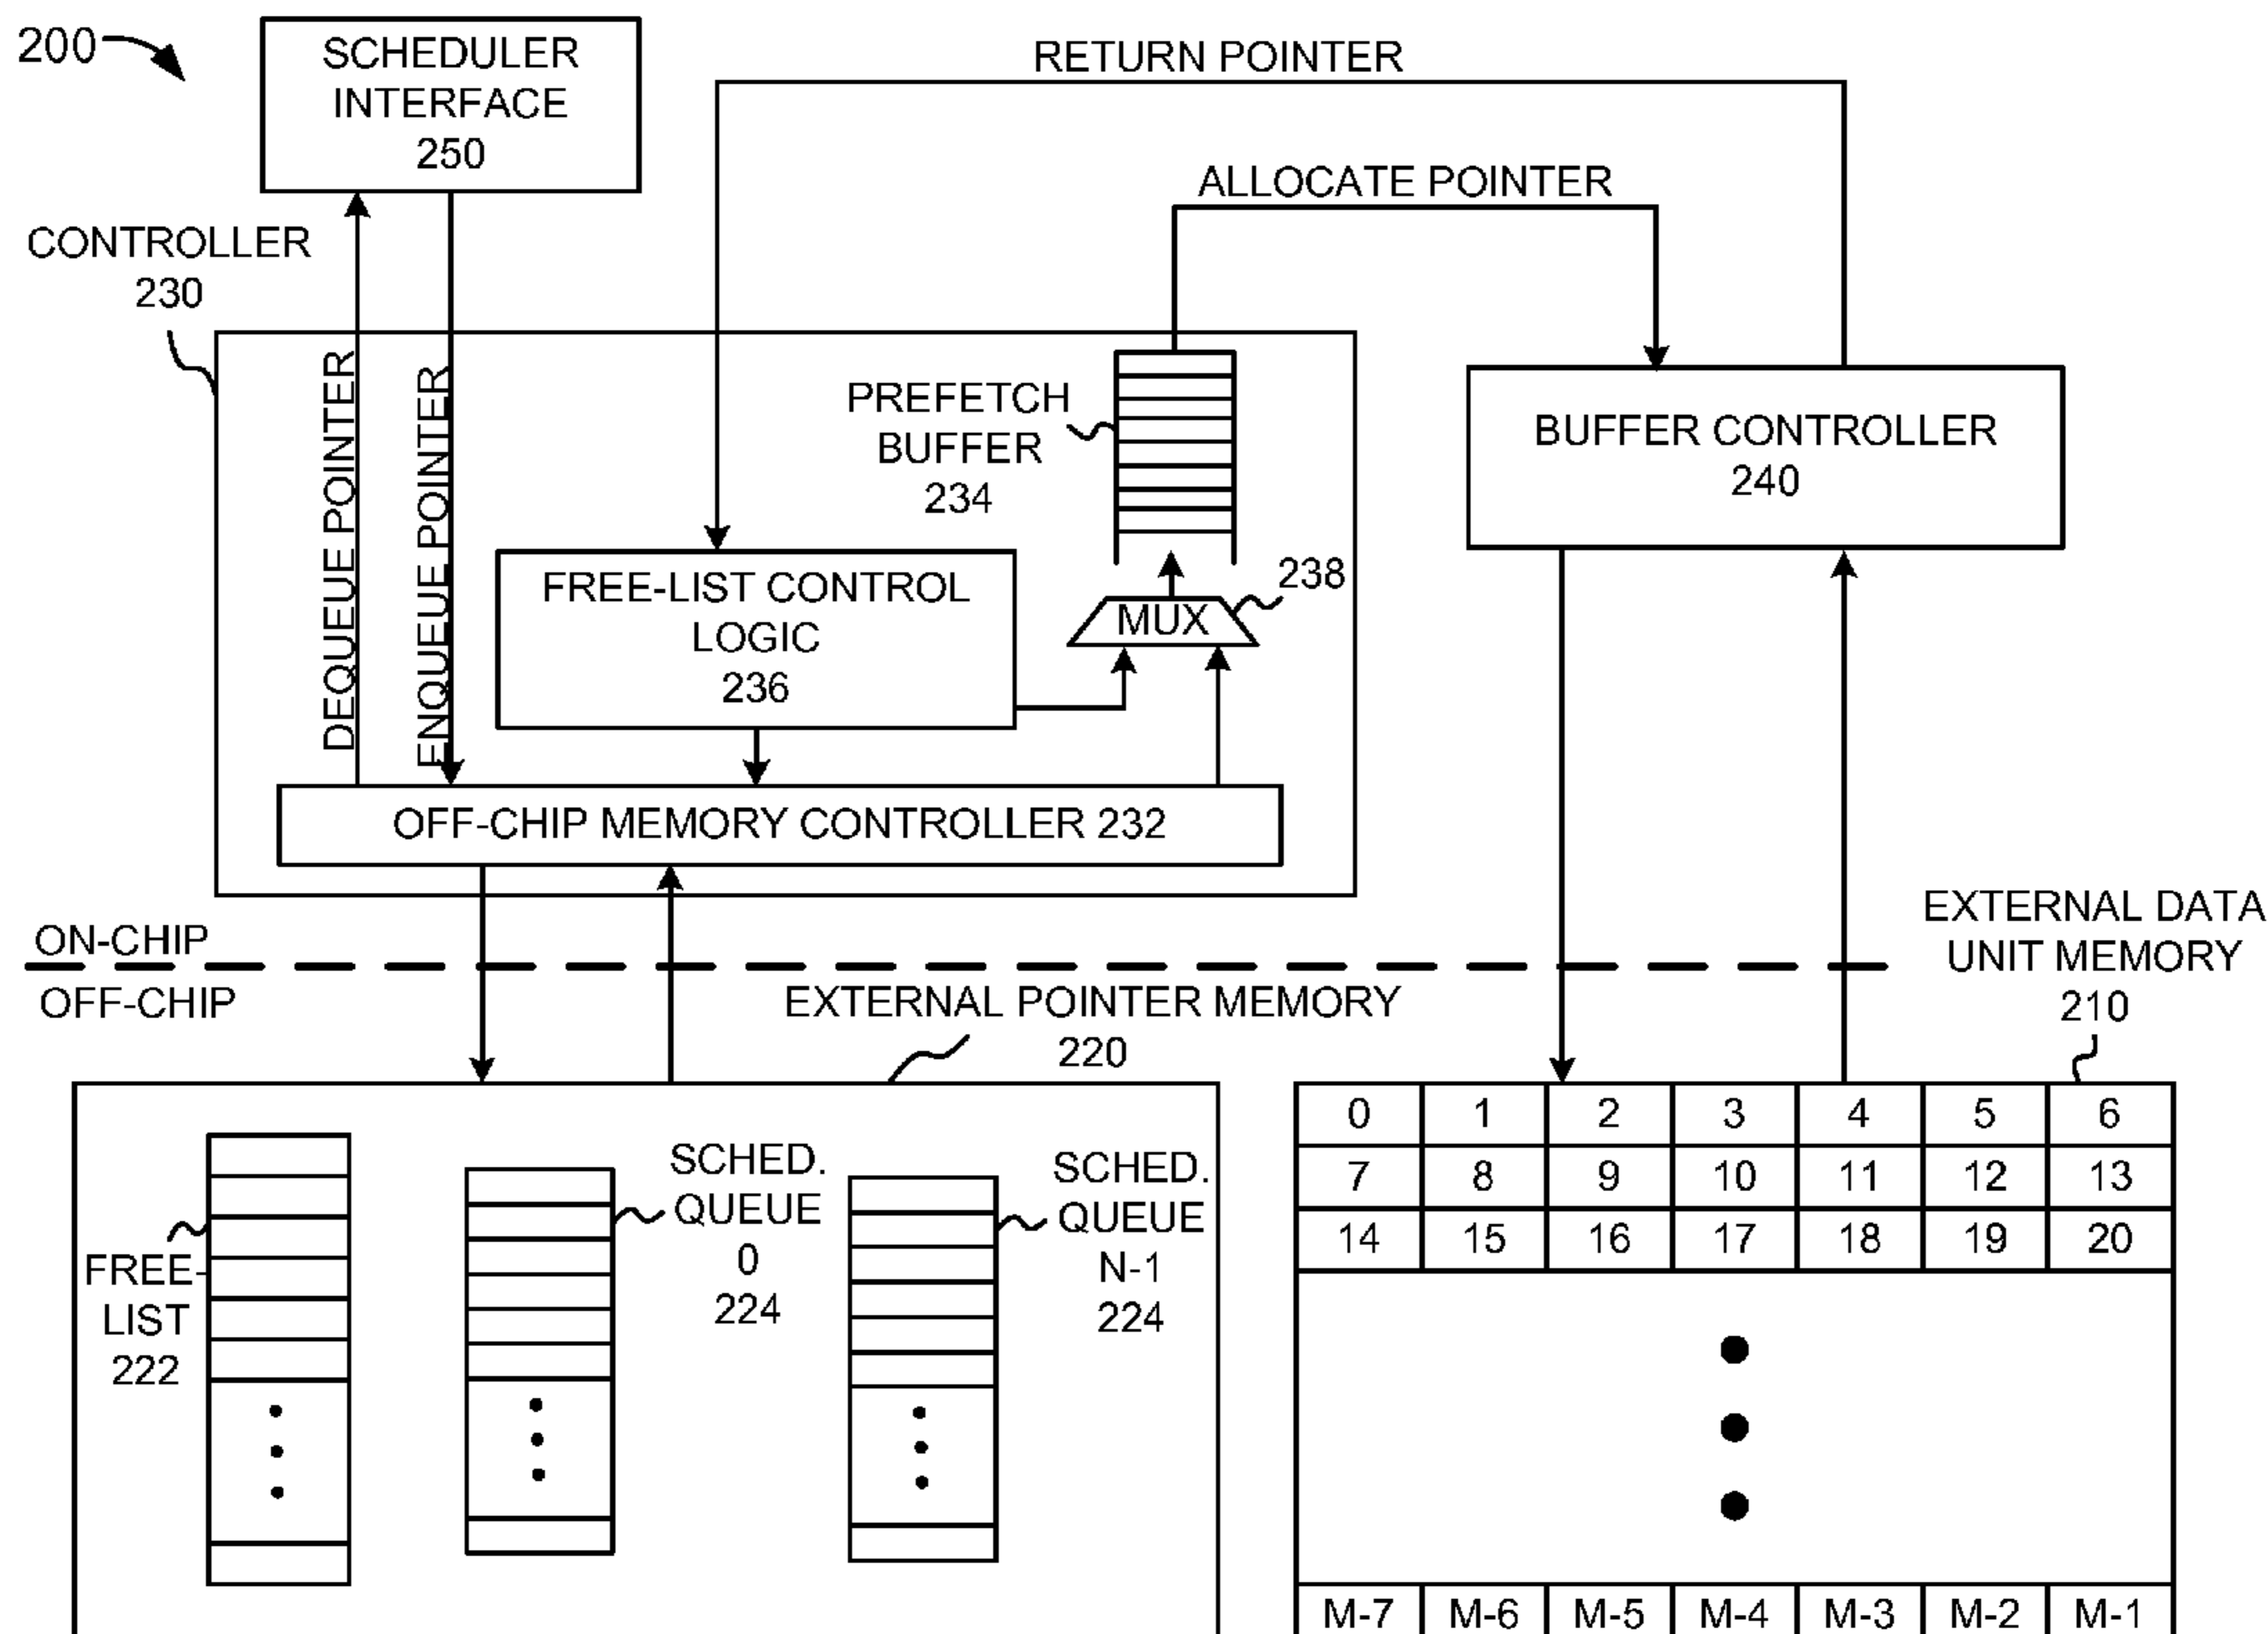 200
SCHEDULER
INTERFACE
250
RETURN POINTER
ALLOCATE POINTER
CONTROLLER
230
DEQUEUE POINTER
ENQUEUE POINTER
PREFETCH
BUFFER
234
BUFFER CONTROLLER
240
FREE-LIST CONTROL
LOGIC
236
238
MUX
OFF-CHIP MEMORY CONTROLLER 232
ON-CHIP
OFF-CHIP
EXTERNAL DATA
UNIT MEMORY
210
EXTERNAL POINTER MEMORY
220
FREE-
LIST
222
SCHED.
QUEUE
0
224
SCHED.
QUEUE
N-1
224
0 1 2 3 4 5 6
7 8 9 10 11 12 13
14 15 16 17 18 19 20
M-7 M-6 M-5 M-4 M-3 M-2 M-1